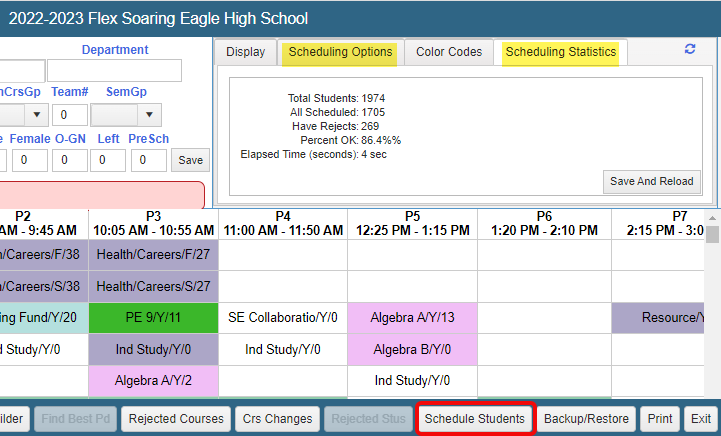 2022-2023 Flex Soaring Eagle High School
Department
CrsGp Team# SemGp
0
Female O-GN Left PreSch
0 0 0 0 Save
Display Scheduling Options Color Codes Scheduling Statistics
Total Students: 1974
All Scheduled: 1705
Have Rejects: 269
Percent OK: 86.4%%
Elapsed Time (seconds): 4 sec
Save And Reload
P2 P3 P4 P5 P6 P7
AM - 9:45 AM 10:05 AM - 10:55 AM 11:00 AM - 11:50 AM 12:25 PM - 1:15 PM 1:20 PM - 2:10 PM 2:15 PM - 3:0
/Careers/F/38 Health/Careers/F/27
/Careers/S/38 Health/Careers/S/27
ing Fund/Y/20 PE 9/Y/11 SE Collaboratio/Y/0 Algebra A/Y/13 Resource/Y
d Study/Y/0 Ind Study/Y/0 Ind Study/Y/0 Algebra B/Y/0
Algebra A/Y/2 Ind Study/Y/0
ilder Find Best Pd Rejected Courses Crs Changes Rejected Stus Schedule Students Backup/Restore Print Exit